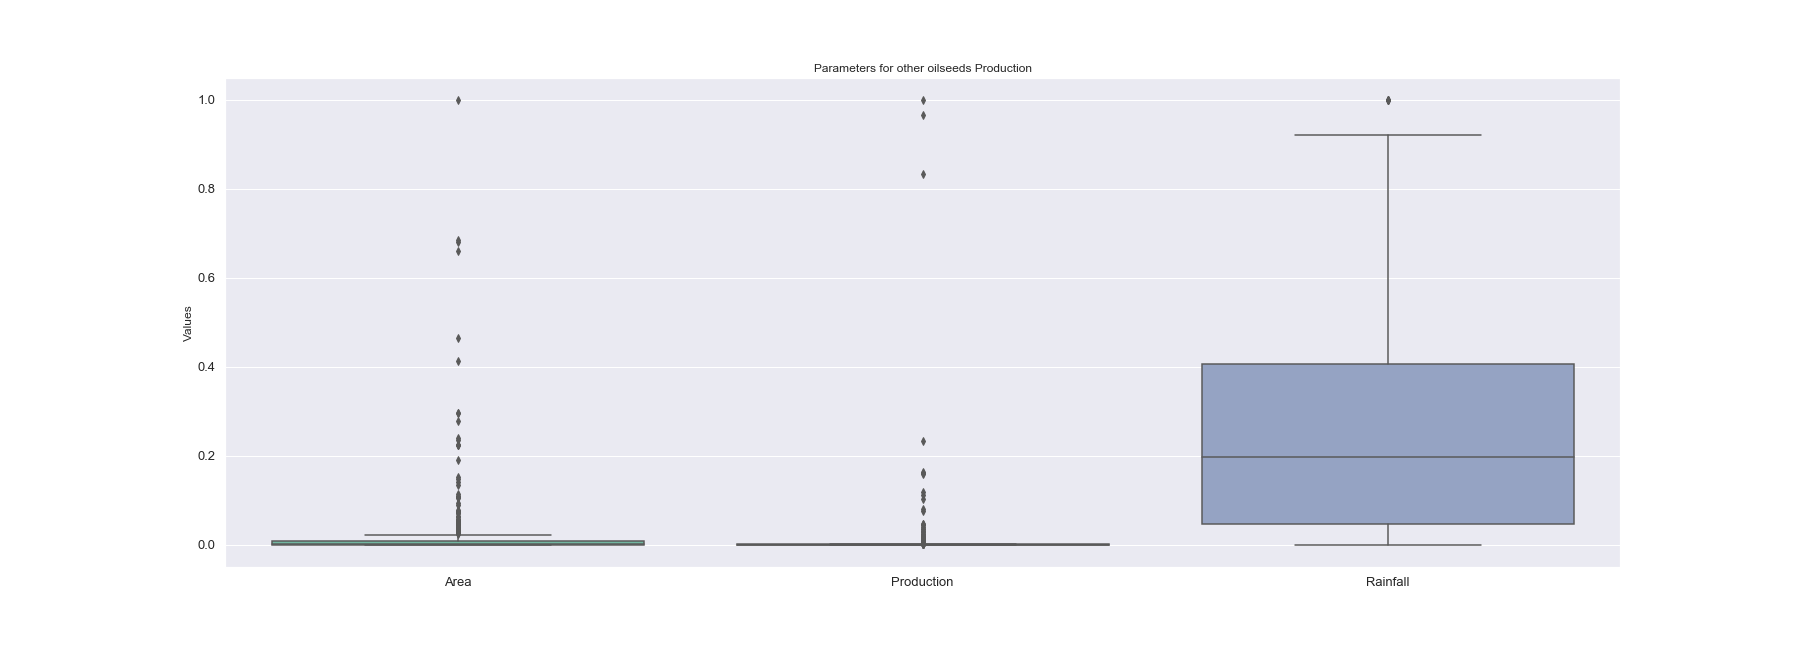 Parameters for other oilseeds Production
1.0
0.8
0.6
0.4
0.2
0.0
Values
Area
Production
Rainfall